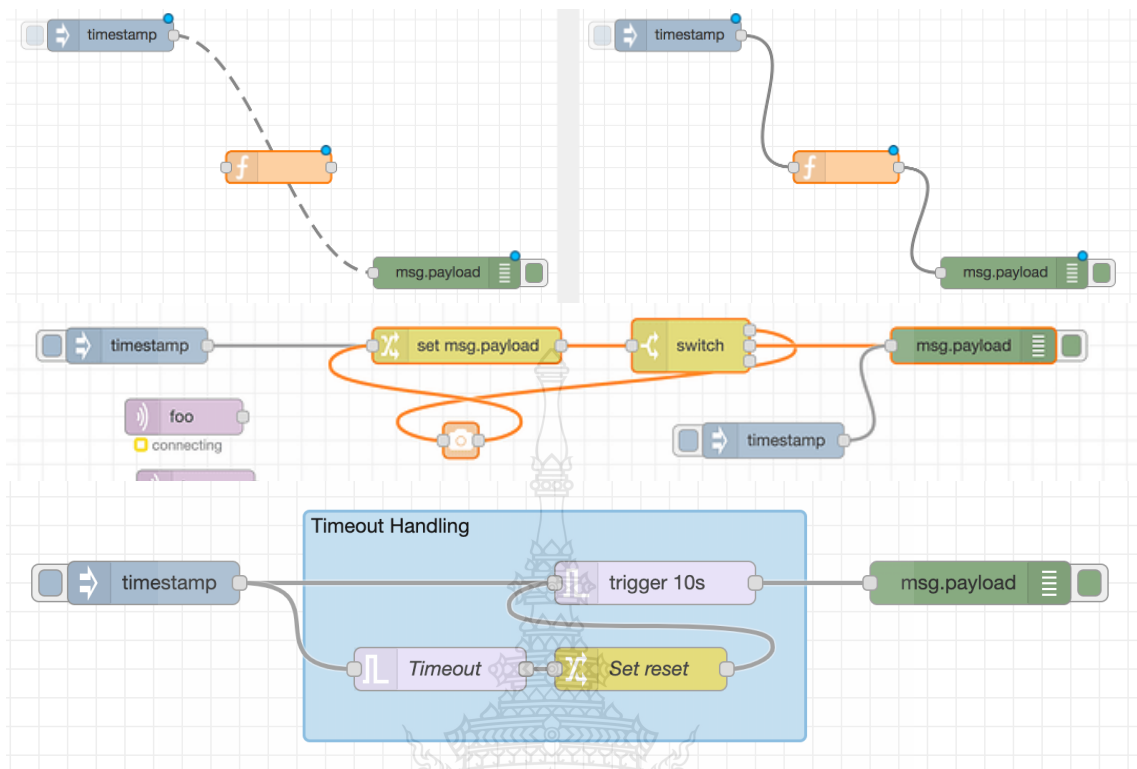 timestamp
timestamp
msg.payload
msg.payload
timestamp
set msg.payload
switch
msg.payload
foo
connecting
timestamp
Timeout Handling
timestamp
trigger 10s
msg.payload
Timeout
Set reset